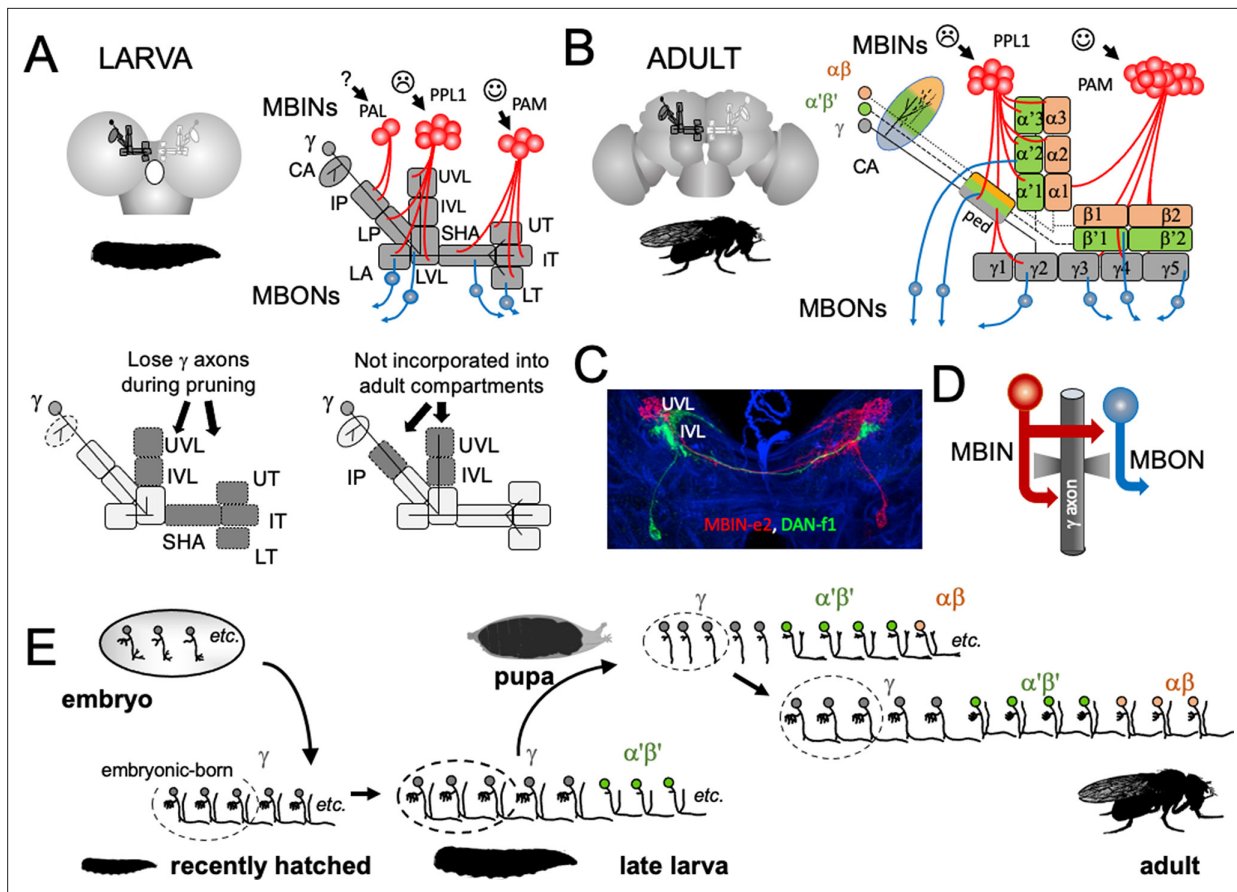 A
LARVA
MBINs
?
PAL
PPL1
PAM
γ
CA
IP
LP
LA
UVL
IVL
SHA
LVL
UT
IT
LT
MBONs
Lose γ axons
during pruning
γ
UVL
IVL
SHA
UT
IT
LT
Not incorporated into
adult compartments
γ
IP
UVL
IVL
B
ADULT
MBINs
PPL1
PAM
αβ
α'β'
γ
CA
ped
α'3 α3
α'2 α2
α'1 α1
β1 β2
β'1 β'2
γ1 γ2 γ3 γ4 γ5
MBONs
C
UVL
IVL
MBIN-e2, DAN-f1
D
MBIN
MBON
γ axon
E
etc.
embryo
embryonic-born
γ
etc.
recently hatched
γ
α'β'
etc.
late larva
pupa
γ
α'β'
αβ
etc.
γ
α'β'
αβ
adult